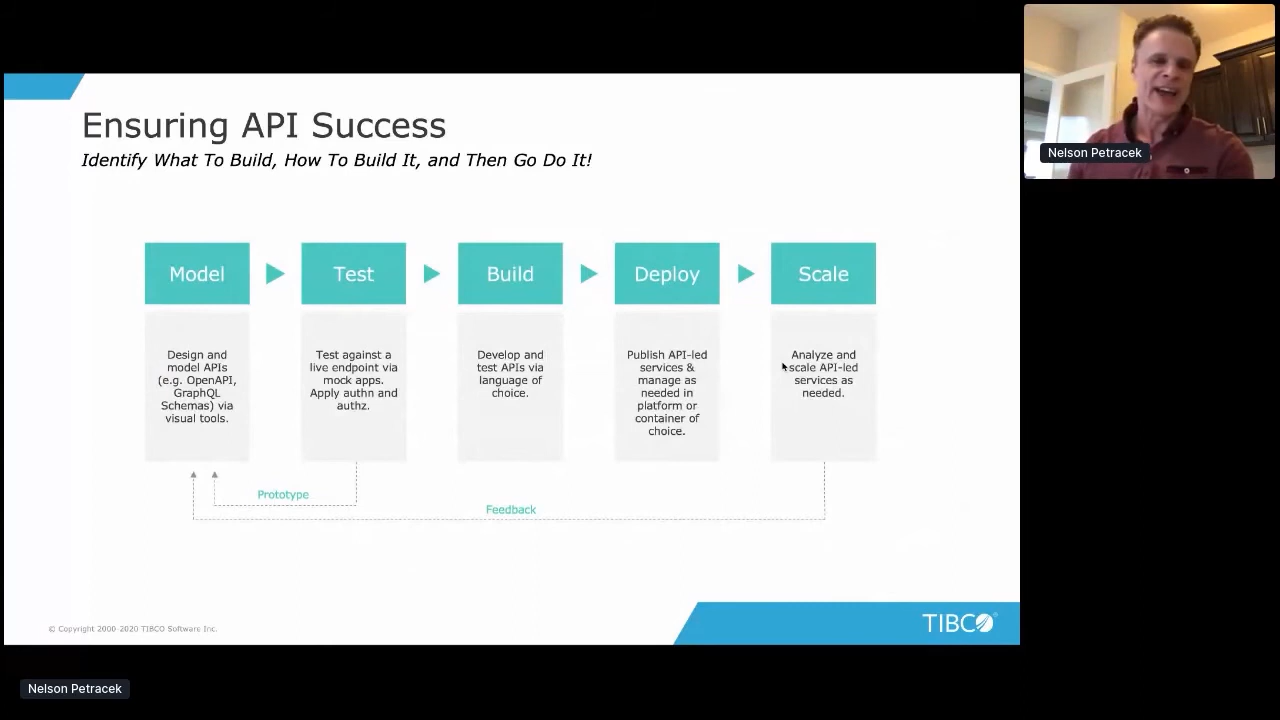 Ensuring API Success
Identify What To Build, How To Build It, and Then Go Do It!
Model
Test
Build
Deploy
Scale
Design and
model APIs
(e.g. OpenAPI,
GraphQL
Schemas) via
visual tools.
Test against a
live endpoint via
mock apps.
Apply authn and
authz.
Develop and
test APIs via
language of
choice.
Publish API-led
services &
manage as
needed in
platform or
container of
choice.
Analyze and
scale API-led
services as
needed.
Prototype
Feedback
© Copyright 2000-2020 TIBCO Software Inc.
TIBCO®
Nelson Petracek
Nelson Petracek